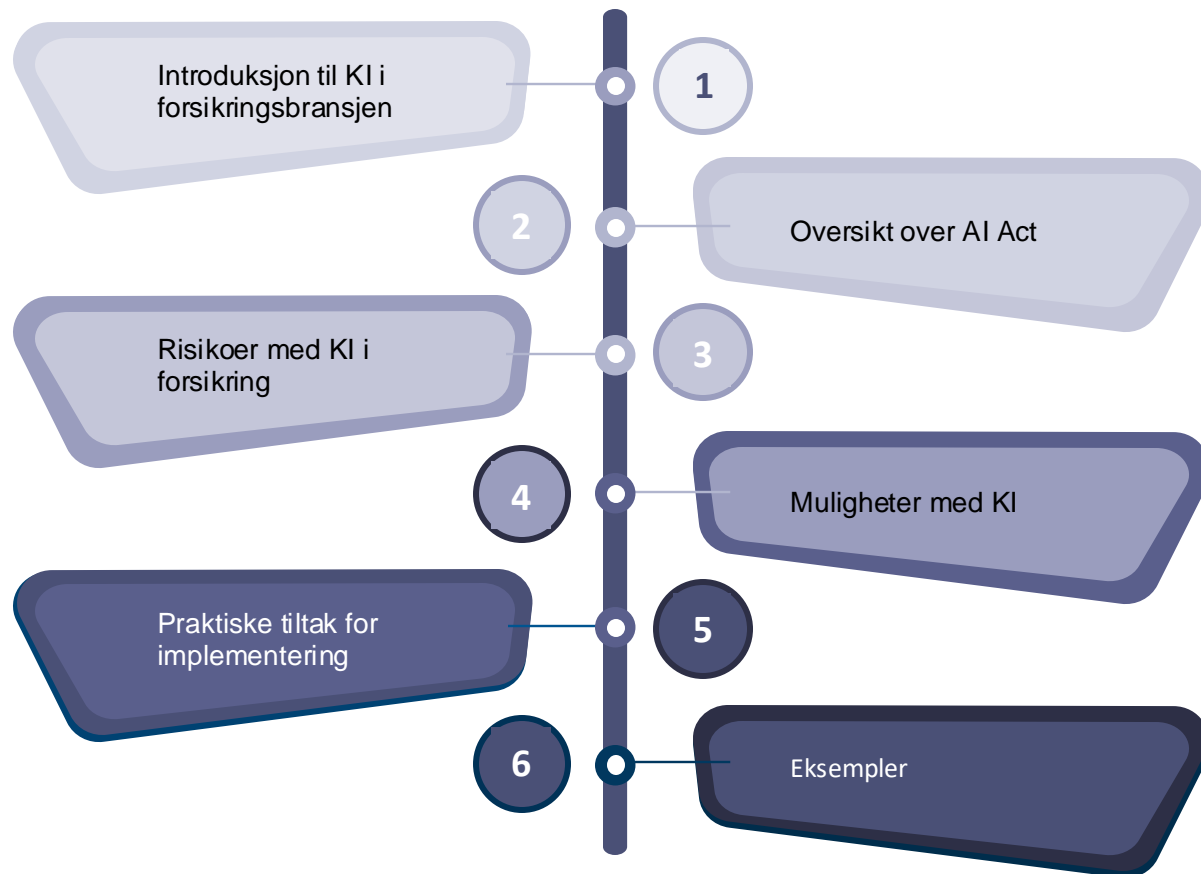 Introduksjon til KI i
forsikringsbransjen
1
2
Oversikt over AI Act
Risikoer med KI i
forsikring
3
4
Muligheter med KI
Praktiske tiltak for
implementering
5
6
Eksempler